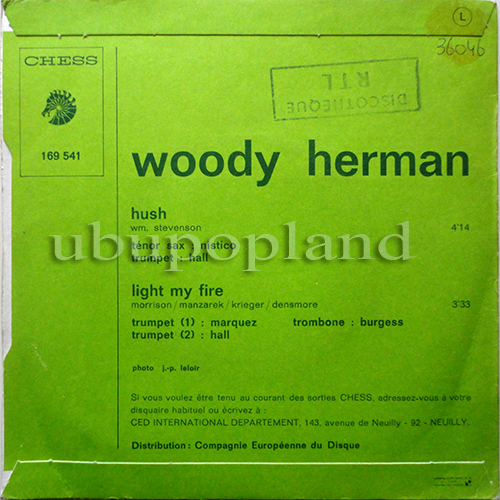 L
36046
CHESS
DISCOTHEQUE
RTL
169 541
woody herman
hush
wm. stevenson
4'14
ténor sax : nistico
trumpet : hall
ubupopland
light my fire
morrison / manzarek / krieger / densmore
3'33
trumpet (1) : marquez trombone : burgess
trumpet (2) : hall
photo j.-p. leloir
Si vous voulez être tenu au courant des sorties CHESS, adressez-vous à votre
disquaire habituel ou écrivez à :
CED INTERNATIONAL DEPARTEMENT, 143, avenue de Neuilly - 92 - NEUILLY.
Distribution : Compagnie Européenne du Disque